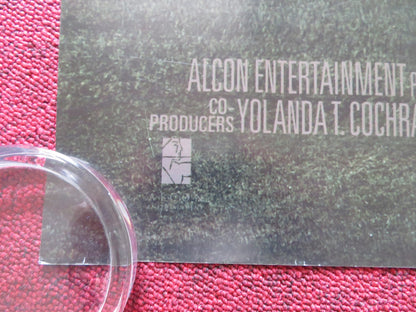 ALCON ENTERTAINMENT
CO-
PRODUCERS YOLANDA T. COCHRA